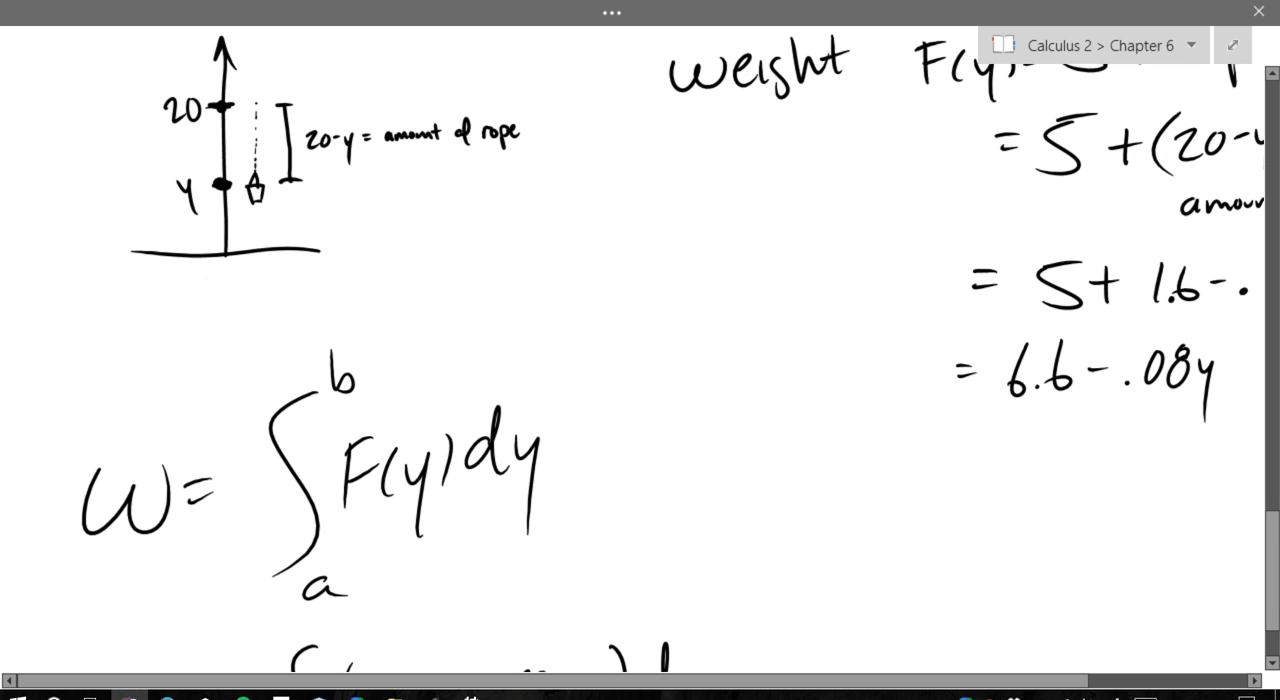 Calculus 2 > Chapter 6
weight F(y)
20
20-y = amount of rope
y
= 5 + (20-y
= 5 + 1.6 - .
= 6.6 - .08y
W = ∫_a^b F(y) dy